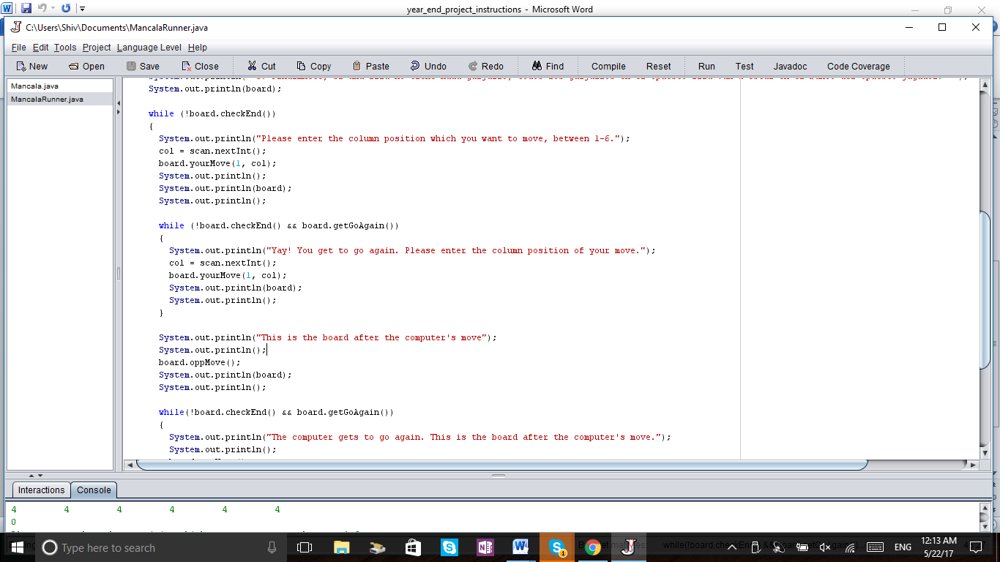 year_end_project_instructions - Microsoft Word
C:\Users\Shiv\Documents\MancalaRunner.java
File Edit Tools Project Language Level Help
New Open Save Close Cut Copy Paste Undo Redo Find Compile Reset Run Test Javadoc Code Coverage
Mancala.java
MancalaRunner.java
System.out.println(board);
while (!board.checkEnd())
{
System.out.println("Please enter the column position which you want to move, between 1-6.");
col = scan.nextInt();
board.yourMove(1, col);
System.out.println();
System.out.println(board);
System.out.println();
while (!board.checkEnd() && board.getGoAgain())
{
System.out.println("Yay! You get to go again. Please enter the column position of your move.");
col = scan.nextInt();
board.yourMove(1, col);
System.out.println(board);
System.out.println();
}
System.out.println("This is the board after the computer's move");
System.out.println();
board.oppMove();
System.out.println(board);
System.out.println();
while(!board.checkEnd() && board.getGoAgain())
{
System.out.println("The computer gets to go again. This is the board after the computer's move.");
System.out.println();
Interactions Console
4 4 4 4 4 4
0
Type here to search
ENG
12:13 AM
5/22/17